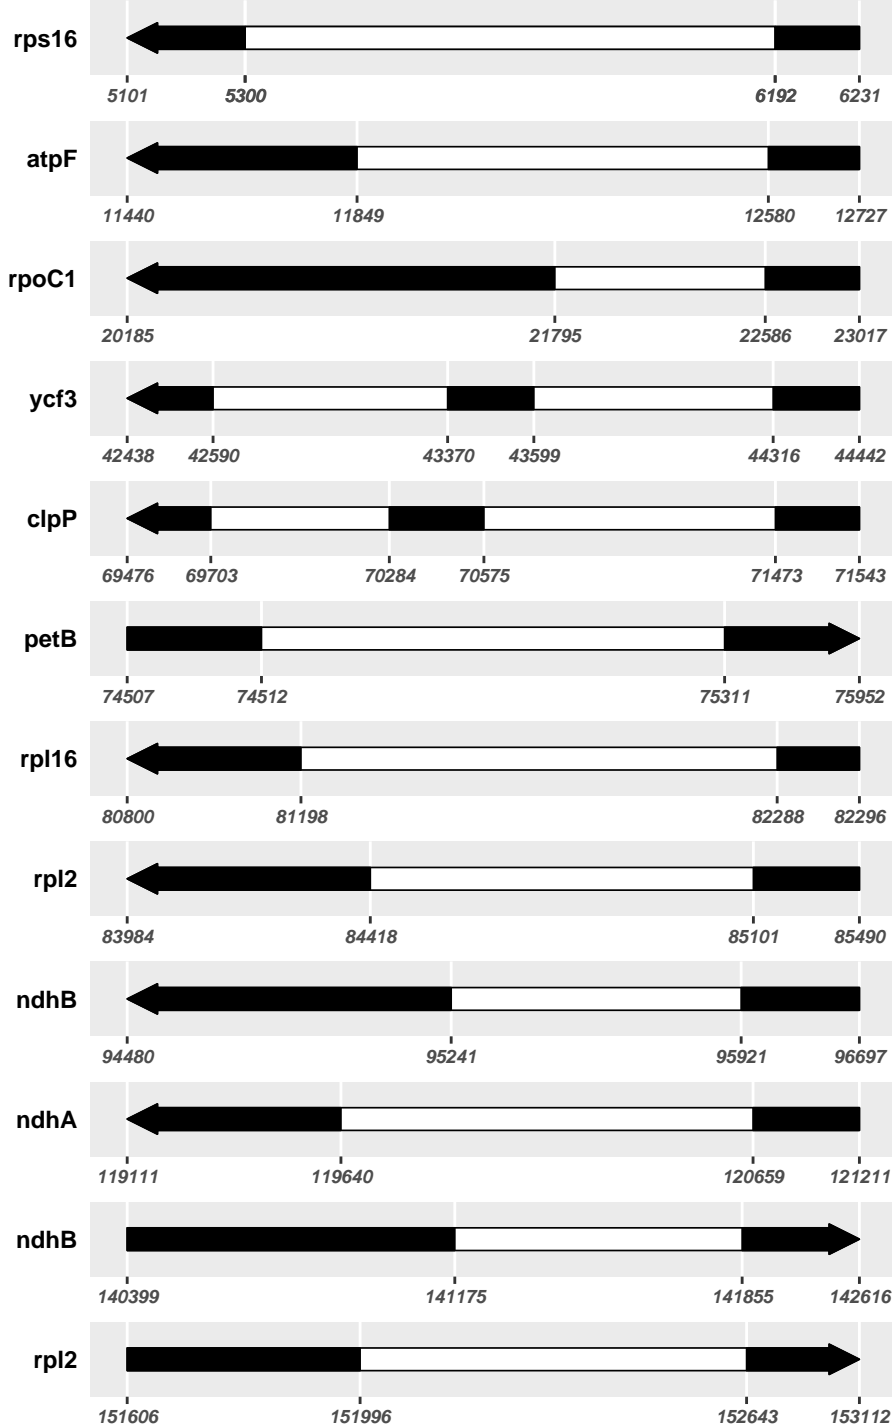 rps16
5101 5300 6192 6231
atpF
11440 11849 12580 12727
rpoC1
20185 21795 22586 23017
ycf3
42438 42590 43370 43599 44316 44442
clpP
69476 69703 70284 70575 71473 71543
petB
74507 74512 75311 75952
rpl16
80800 81198 82288 82296
rpl2
83984 84418 85101 85490
ndhB
94480 95241 95921 96697
ndhA
119111 119640 120659 121211
ndhB
140399 141175 141855 142616
rpl2
151606 151996 152643 153112